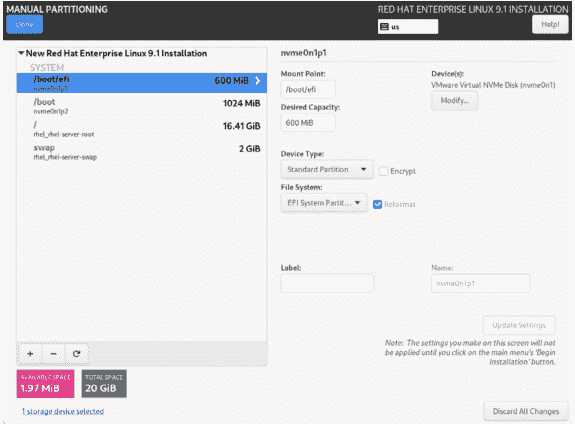 MANUAL PARTITIONING
RED HAT ENTERPRISE LINUX 9.1 INSTALLATION
Done
us
Help!
New Red Hat Enterprise Linux 9.1 Installation
SYSTEM
/boot/efi
600 MiB
nvme0n1p1
/boot
1024 MiB
nvme0n1p2
/
16.41 GiB
rhel_rhel-server-root
swap
2 GiB
rhel_rhel-server-swap
nvme0n1p1
Mount Point:
/boot/efi
Device(s):
VMware Virtual NVMe Disk (nvme0n1)
Modify...
Desired Capacity:
600 MiB
Device Type:
Standard Partition
Encrypt
File System:
EFI System Partit...
Reformat
Label:
Name:
nvme0n1p1
Update Settings
Note: The settings you make on this screen will not
be applied until you click on the main menu's 'Begin
Installation' button.
+ −
AVAILABLE SPACE
1.97 MiB
TOTAL SPACE
20 GiB
1 storage device selected
Discard All Changes